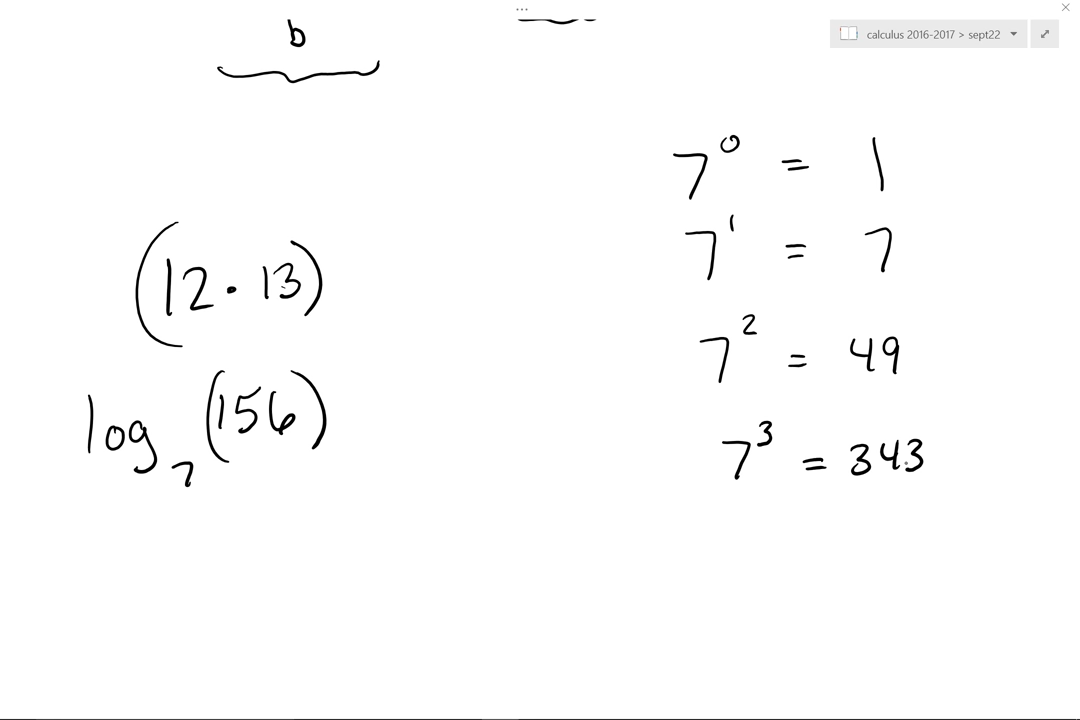 calculus 2016-2017 > sept22
b
(12 · 13)
log₇ (156)
7⁰ = 1
7¹ = 7
7² = 49
7³ = 343